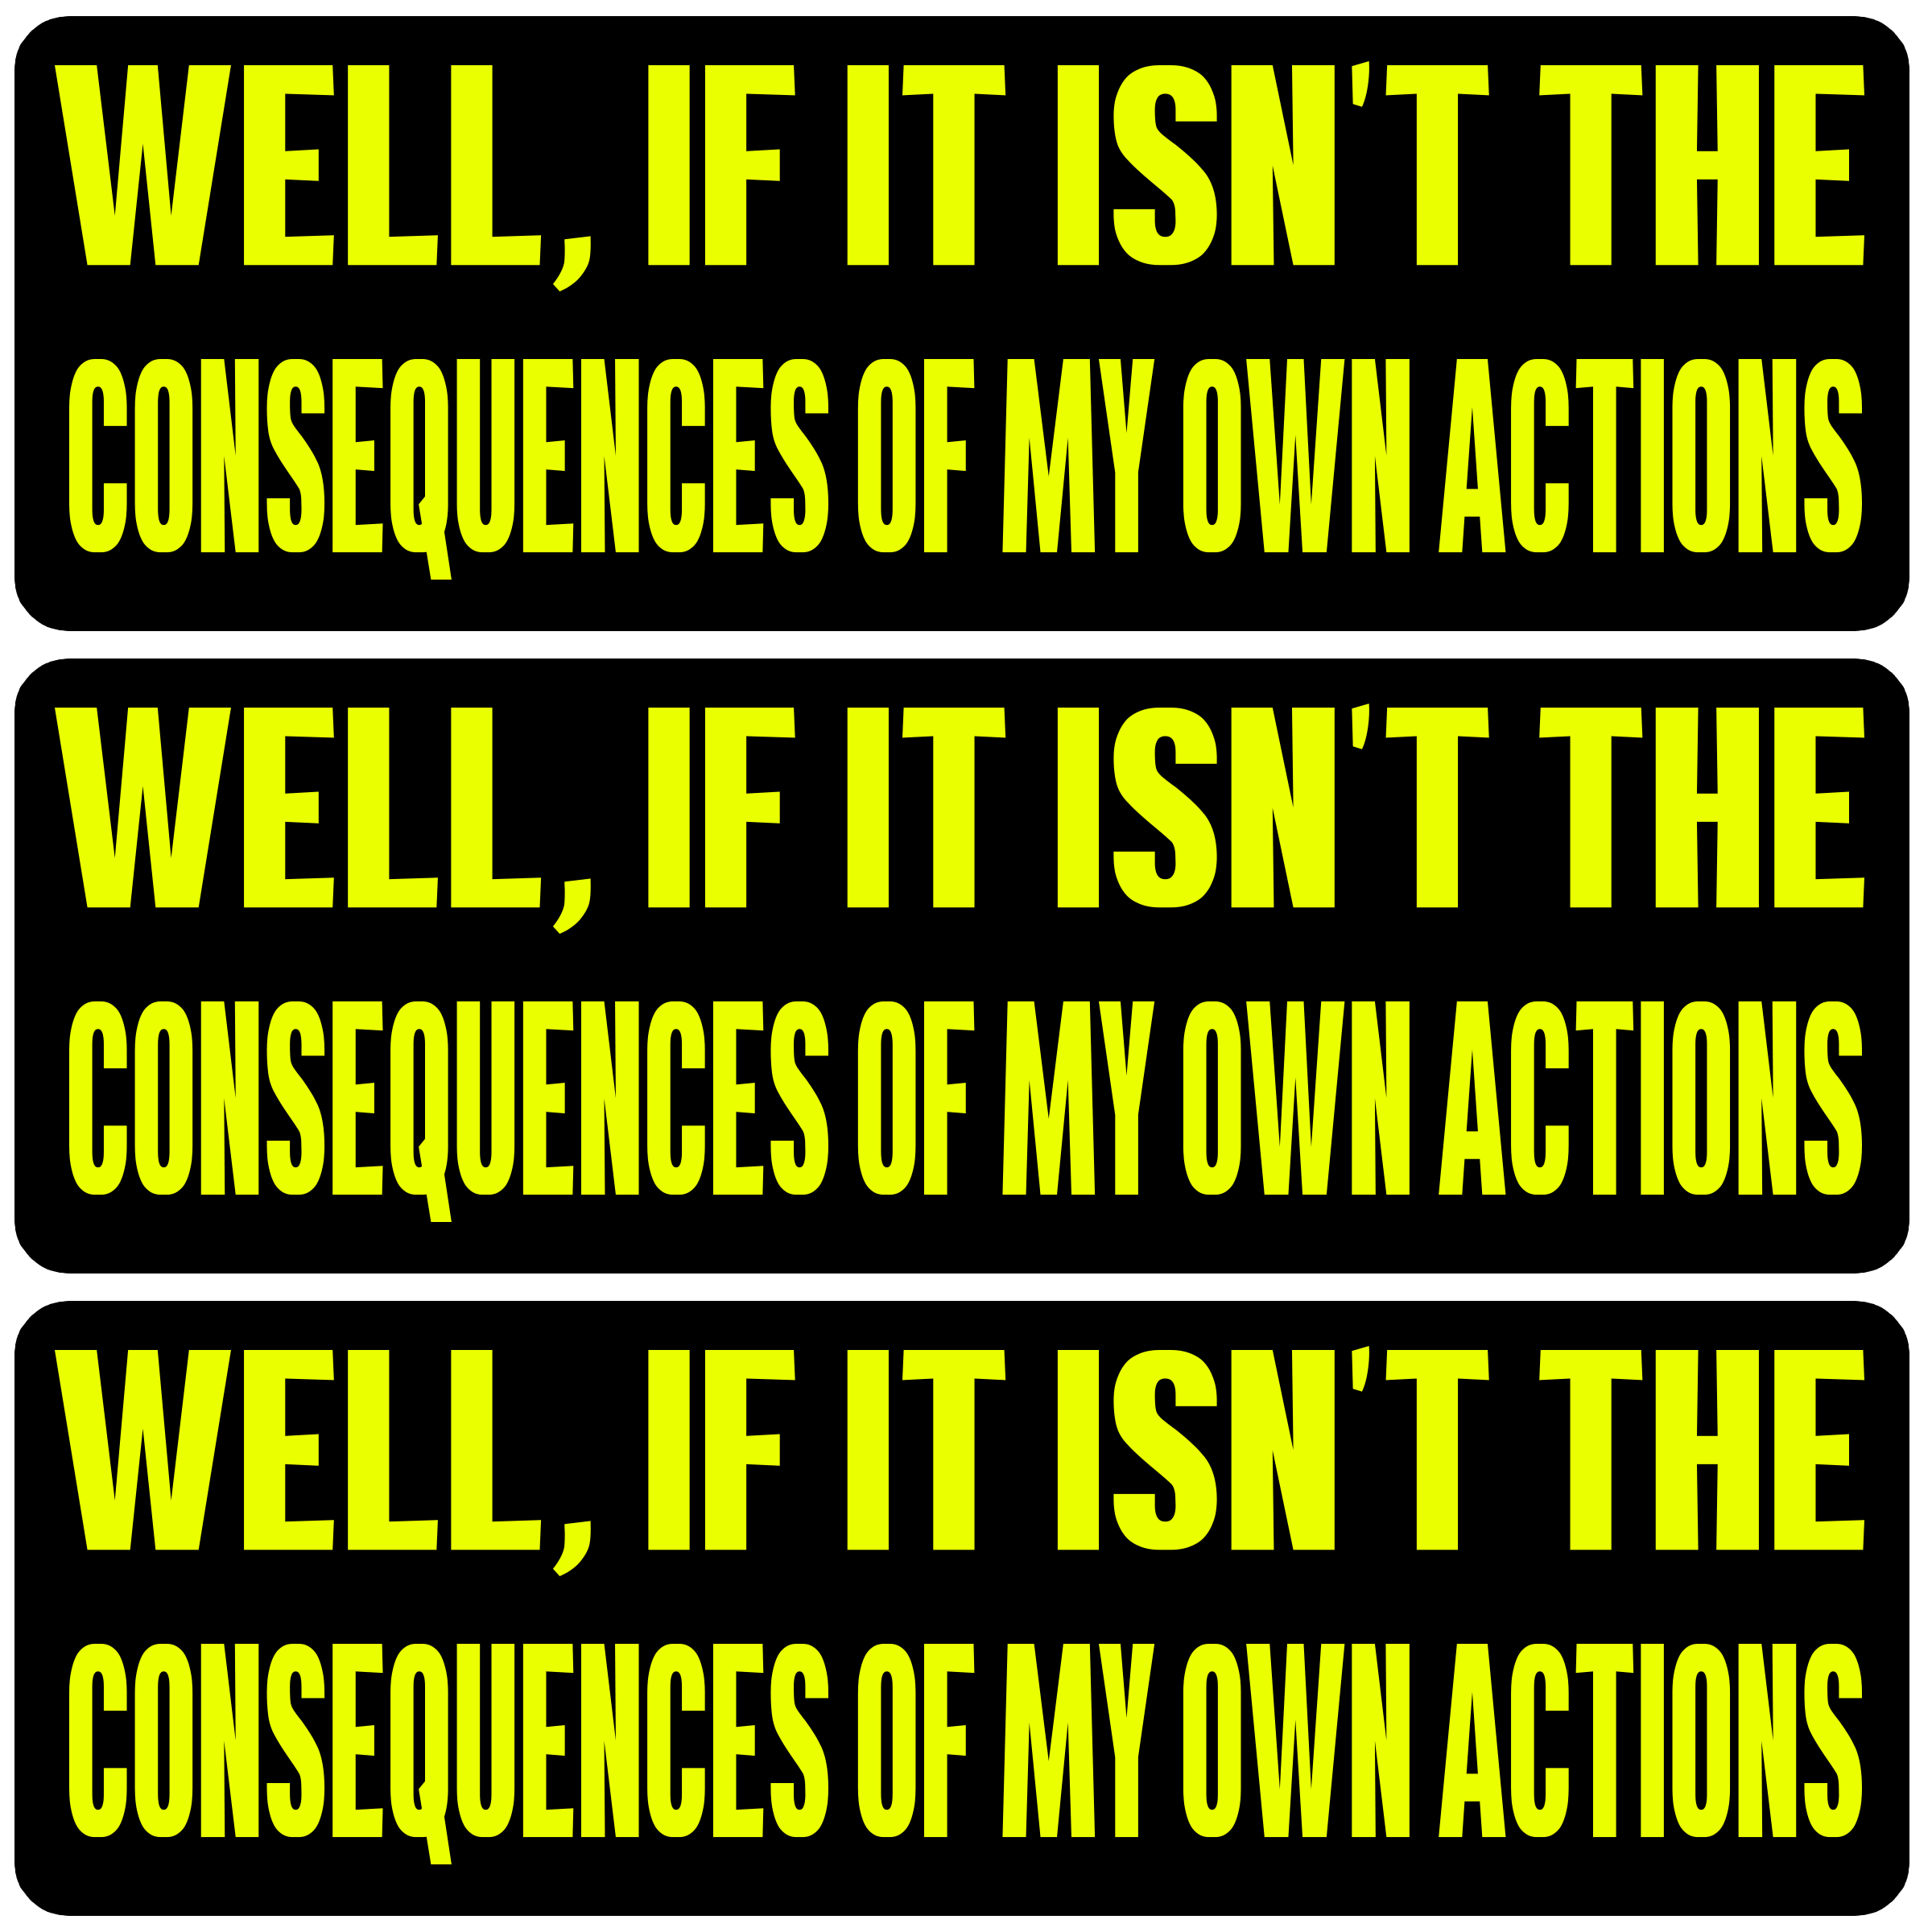 WELL, IF IT ISN'T THE
CONSEQUENCES OF MY OWN ACTIONS
WELL, IF IT ISN'T THE
CONSEQUENCES OF MY OWN ACTIONS
WELL, IF IT ISN'T THE
CONSEQUENCES OF MY OWN ACTIONS